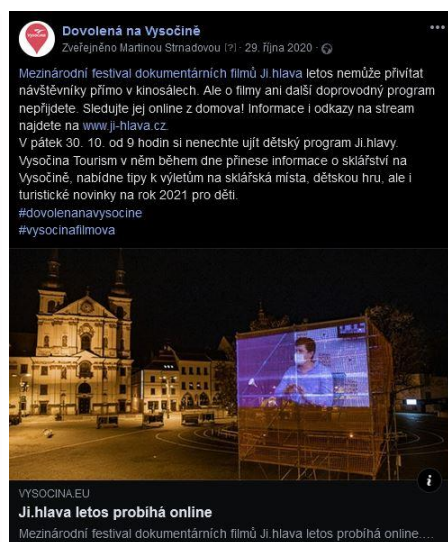 Dovolená na Vysočině
Zveřejněno Martinou Strnadovou [?] · 29. října 2020 ·
Mezinárodní festival dokumentárních filmů Ji.hlava letos nemůže přivítat
návštěvníky přímo v kinosálech. Ale o filmy ani další doprovodný program
nepřijdete. Sledujte jej online z domova! Informace i odkazy na stream
najdete na www.ji-hlava.cz.
V pátek 30. 10. od 9 hodin si nenechte ujít dětský program Ji.hlavy.
Vysočina Tourism v něm během dne přinese informace o sklářství na
Vysočině, nabídne tipy k výletům na sklářská místa, dětskou hru, ale i
turistické novinky na rok 2021 pro děti.
#dovolenanavysocine
#vysocinafilmova
VYSOCINA.EU
Ji.hlava letos probíhá online
Mezinárodní festival dokumentárních filmů Ji.hlava letos probíhá online....